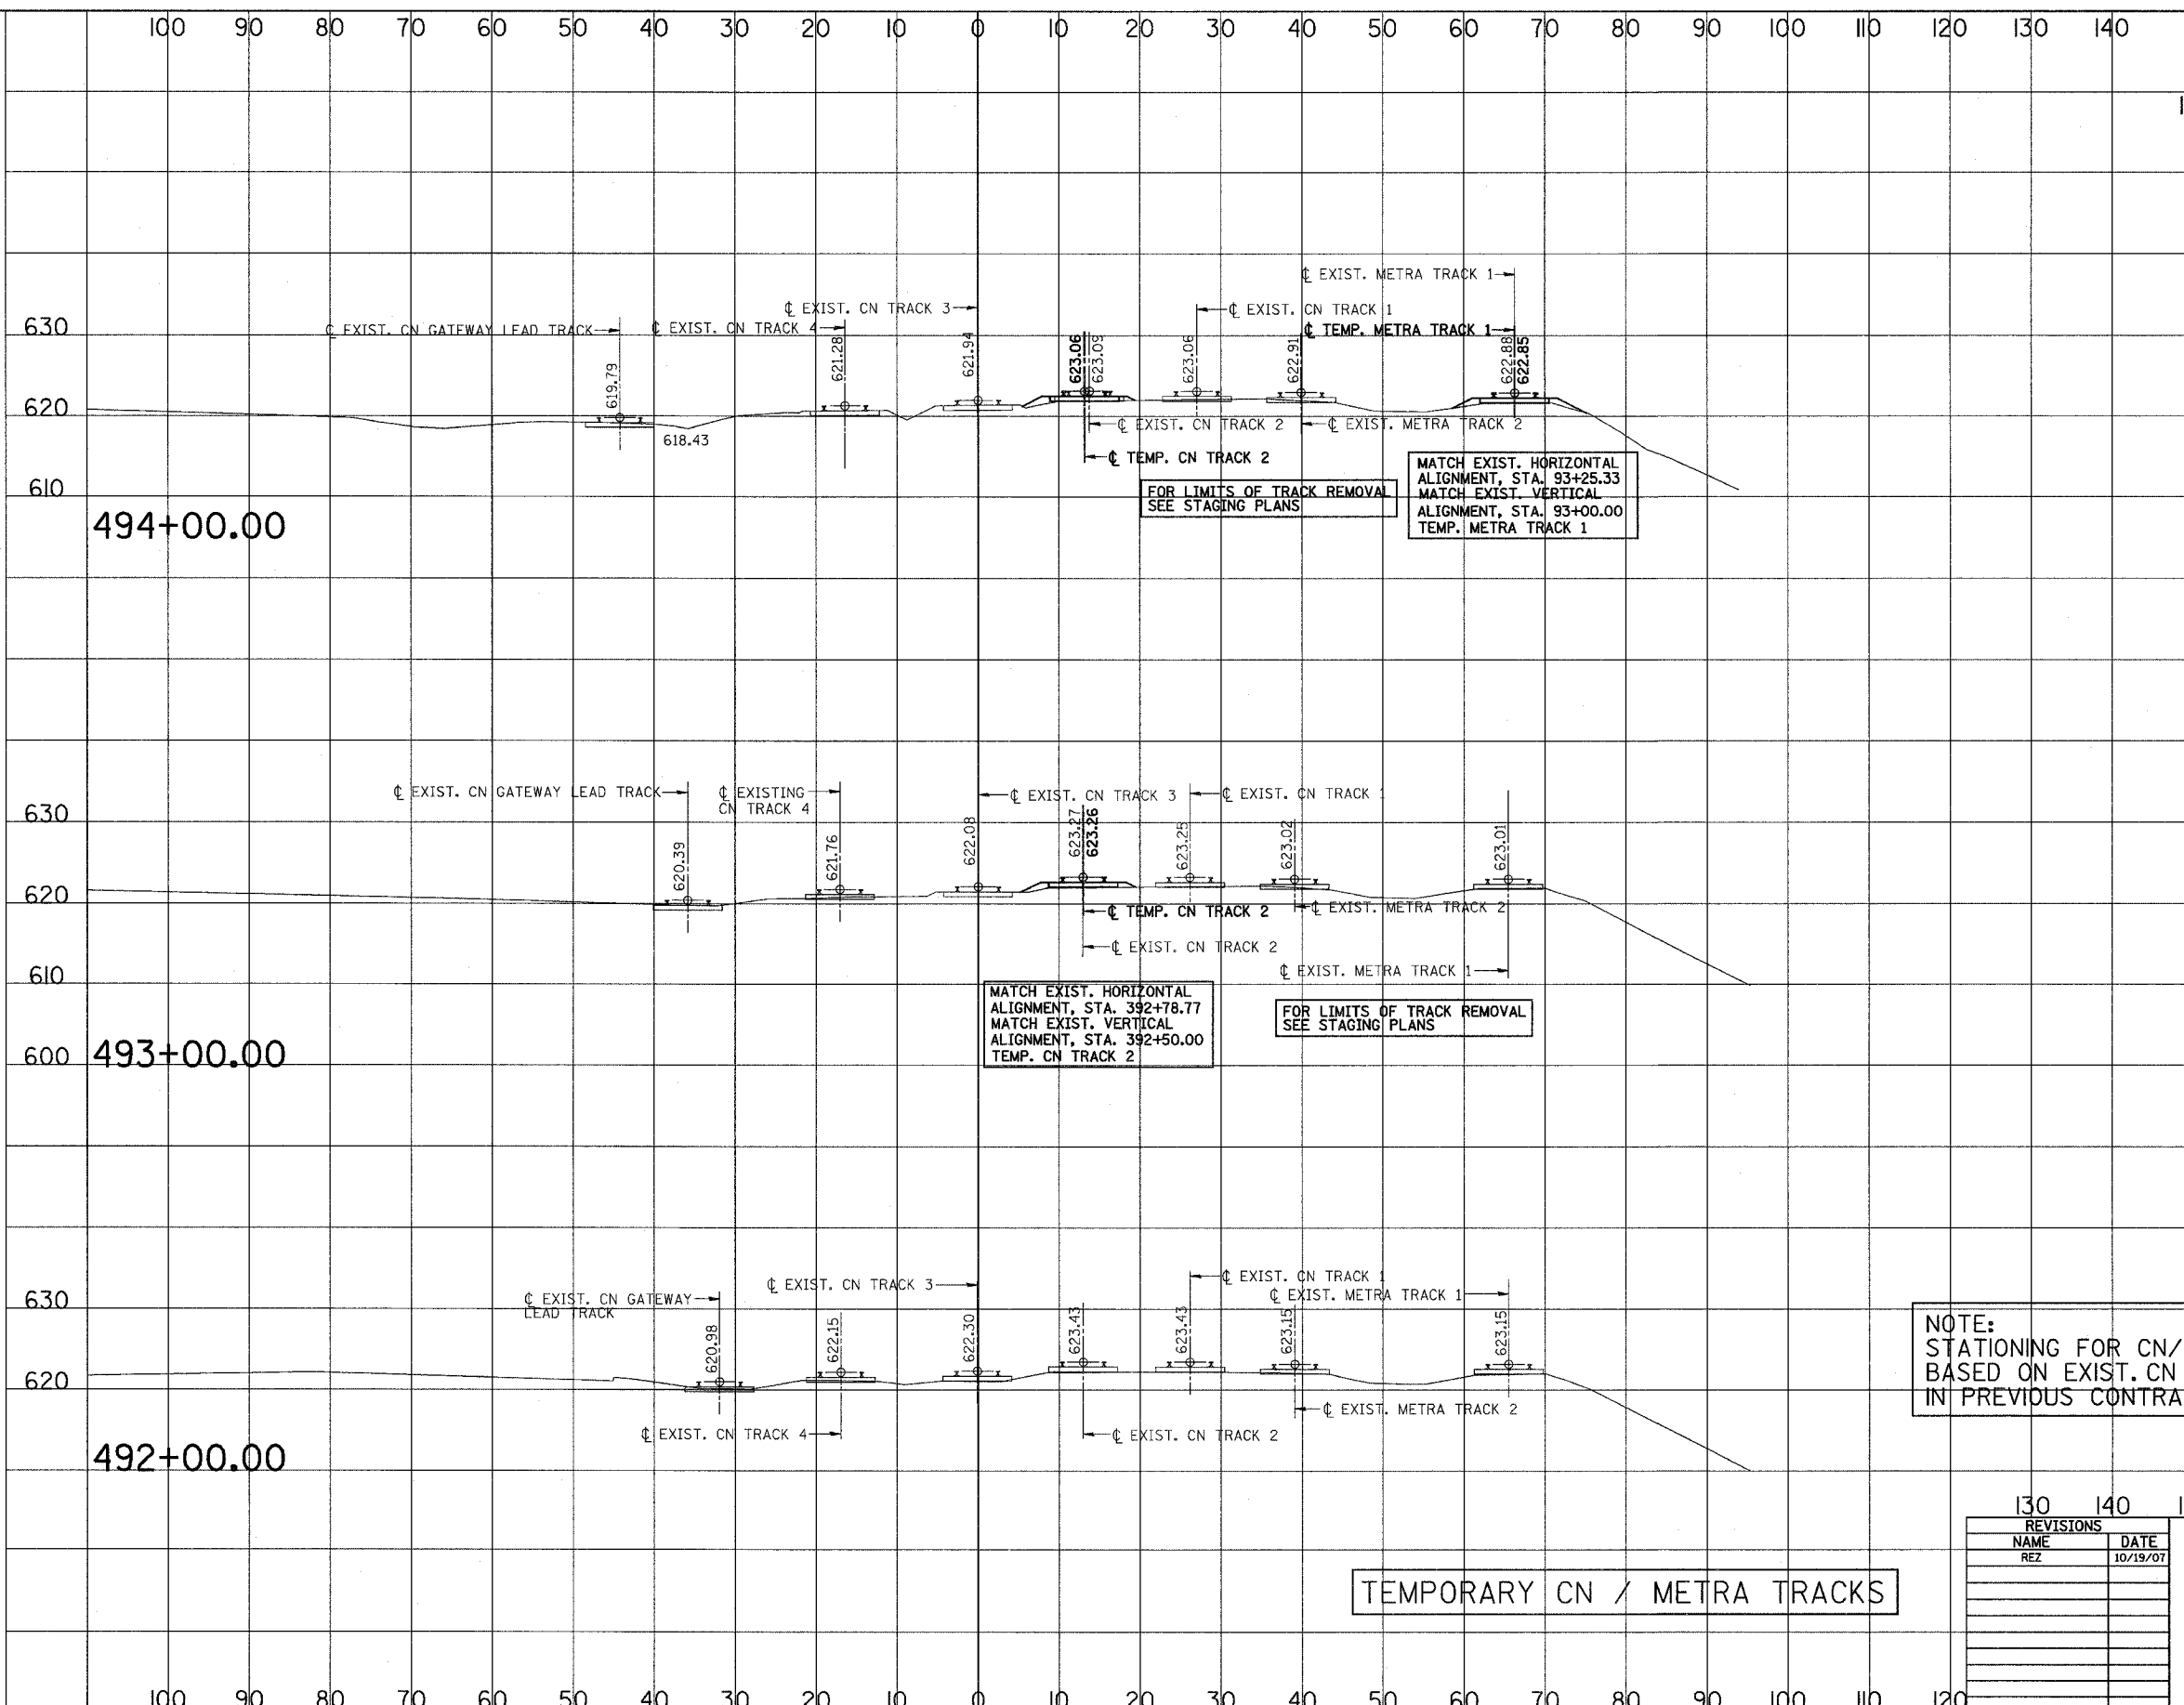 100 90 80 70 60 50 40 30 20 10 0 10 20 30 40 50 60 70 80 90 100 110 120 130 140
℄ EXIST. METRA TRACK 1
℄ EXIST. CN TRACK 3
℄ EXIST. CN TRACK 1
630
℄ EXIST. CN GATEWAY LEAD TRACK
℄ EXIST. CN TRACK 4
℄ TEMP. METRA TRACK 1
619.79
621.28
621.94
623.06
623.09
623.06
622.91
622.88
622.85
620
618.43
℄ EXIST. CN TRACK 2
℄ EXIST. METRA TRACK 2
℄ TEMP. CN TRACK 2
MATCH EXIST. HORIZONTAL
ALIGNMENT, STA. 93+25.33
MATCH EXIST. VERTICAL
ALIGNMENT, STA. 93+00.00
TEMP. METRA TRACK 1
FOR LIMITS OF TRACK REMOVAL
SEE STAGING PLANS
610
494+00.00
℄ EXIST. CN GATEWAY LEAD TRACK
℄ EXISTING
CN TRACK 4
℄ EXIST. CN TRACK 3
℄ EXIST. CN TRACK 1
630
620.39
621.76
622.08
623.27
623.26
623.25
623.02
623.01
620
℄ TEMP. CN TRACK 2
℄ EXIST. METRA TRACK 2
℄ EXIST. CN TRACK 2
℄ EXIST. METRA TRACK 1
610
MATCH EXIST. HORIZONTAL
ALIGNMENT, STA. 392+78.77
MATCH EXIST. VERTICAL
ALIGNMENT, STA. 392+50.00
TEMP. CN TRACK 2
FOR LIMITS OF TRACK REMOVAL
SEE STAGING PLANS
600
493+00.00
℄ EXIST. CN TRACK 3
℄ EXIST. CN TRACK 1
℄ EXIST. METRA TRACK 1
℄ EXIST. CN GATEWAY
LEAD TRACK
630
620.98
622.15
622.30
623.43
623.43
623.15
623.15
620
℄ EXIST. METRA TRACK 2
℄ EXIST. CN TRACK 4
℄ EXIST. CN TRACK 2
492+00.00
NOTE:
STATIONING FOR CN/
BASED ON EXIST. CN
IN PREVIOUS CONTRA
130 140
REVISIONS
NAME DATE
REZ 10/19/07
TEMPORARY CN / METRA TRACKS
100 90 80 70 60 50 40 30 20 10 0 10 20 30 40 50 60 70 80 90 100 110 120